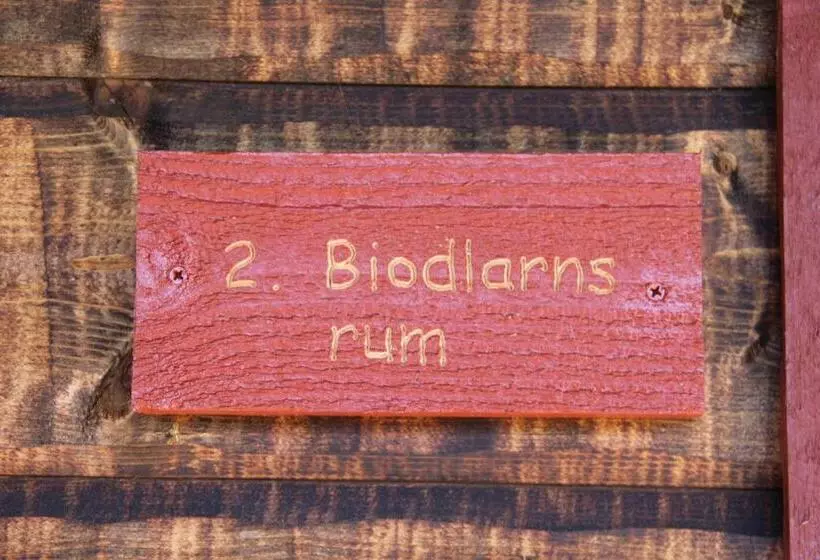 2. Biodlarns
rum